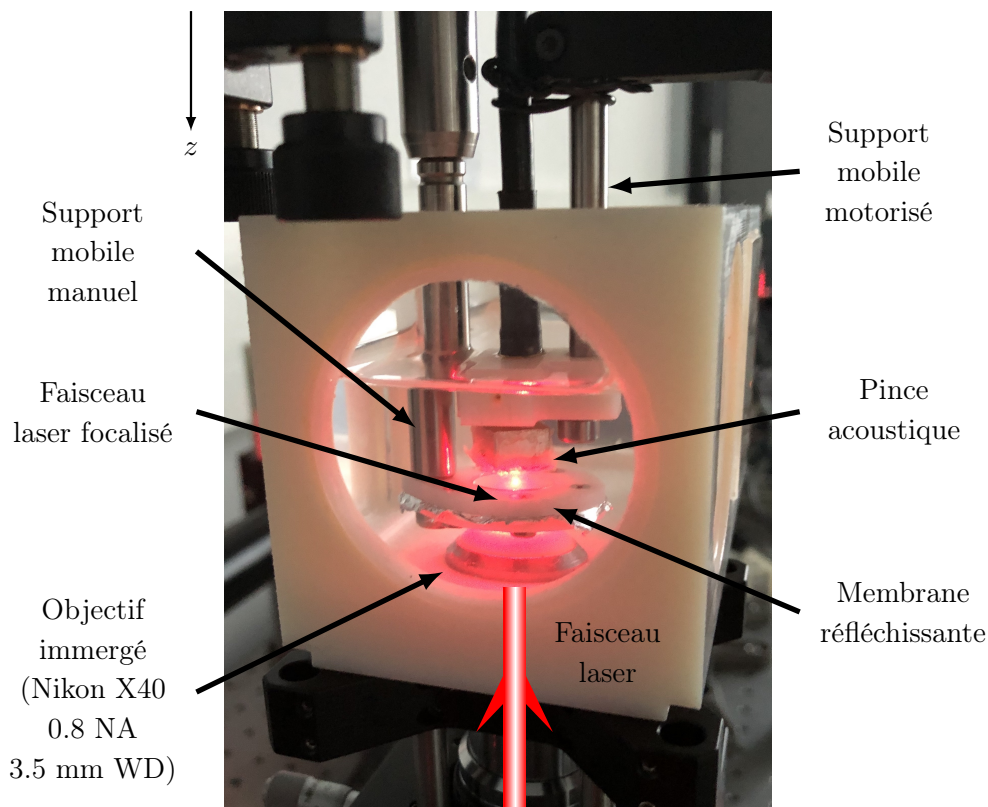 z
Support
mobile
motorisé
Support
mobile
manuel
Faisceau
laser focalisé
Pince
acoustique
Objectif
immergé
(Nikon X40
0.8 NA
3.5 mm WD)
Faisceau
laser
Membrane
réfléchissante